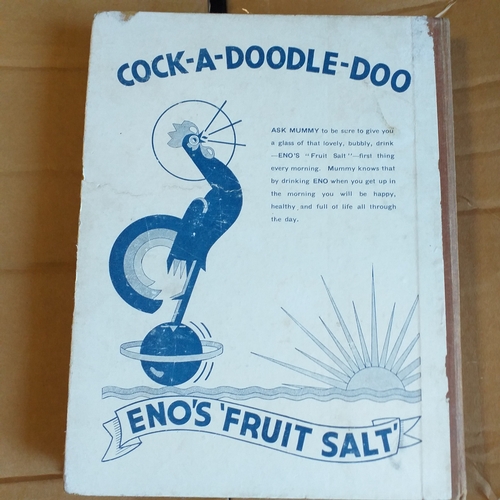 COCK-A-DOODLE-DOO
ASK MUMMY to be sure to give you
a glass of that lovely, bubbly, drink
—ENO'S "Fruit Salt"—first thing
every morning. Mummy knows that
by drinking ENO when you get up in
the morning you will be happy,
healthy and full of life all through
the day.
ENO'S 'FRUIT SALT'